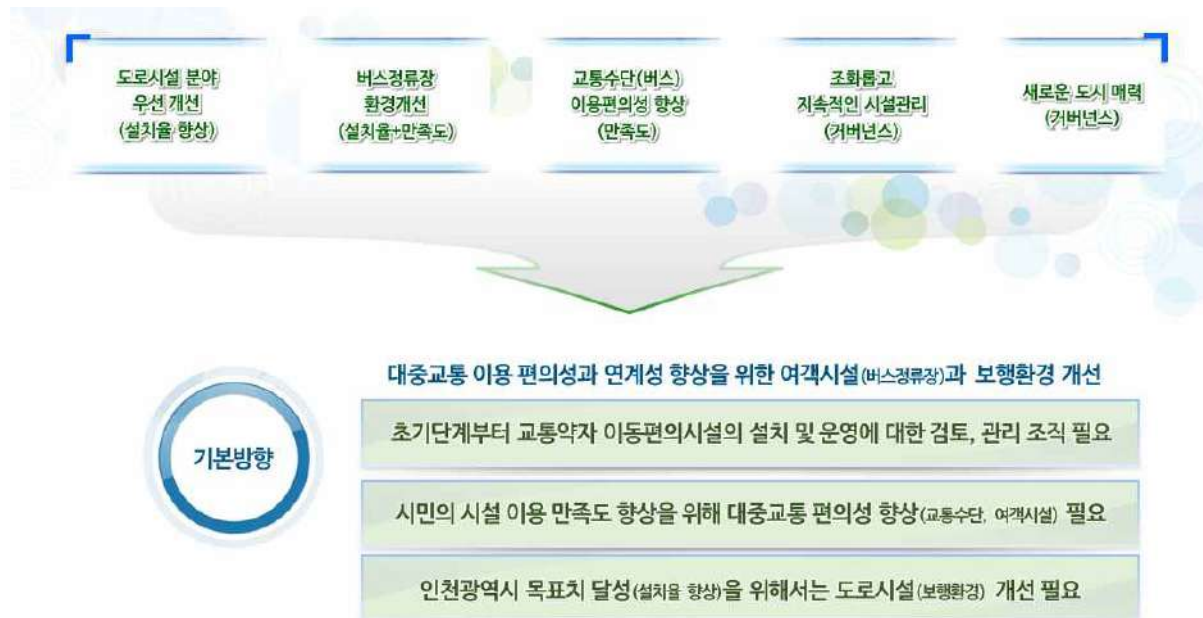 도로시설 분야
우선 개선
(설치율 향상)
버스정류장
환경개선
(설치율+만족도)
교통수단(버스)
이용편의성 향상
(만족도)
조화롭고
지속적인 시설관리
(거버넌스)
새로운 도시 매력
(거버넌스)
대중교통 이용 편의성과 연계성 향상을 위한 여객시설(버스정류장)과 보행환경 개선
기본방향
초기단계부터 교통약자 이동편의시설의 설치 및 운영에 대한 검토, 관리 조직 필요
시민의 시설 이용 만족도 향상을 위해 대중교통 편의성 향상(교통수단, 여객시설) 필요
인천광역시 목표치 달성(설치율 향상)을 위해서는 도로시설(보행환경) 개선 필요